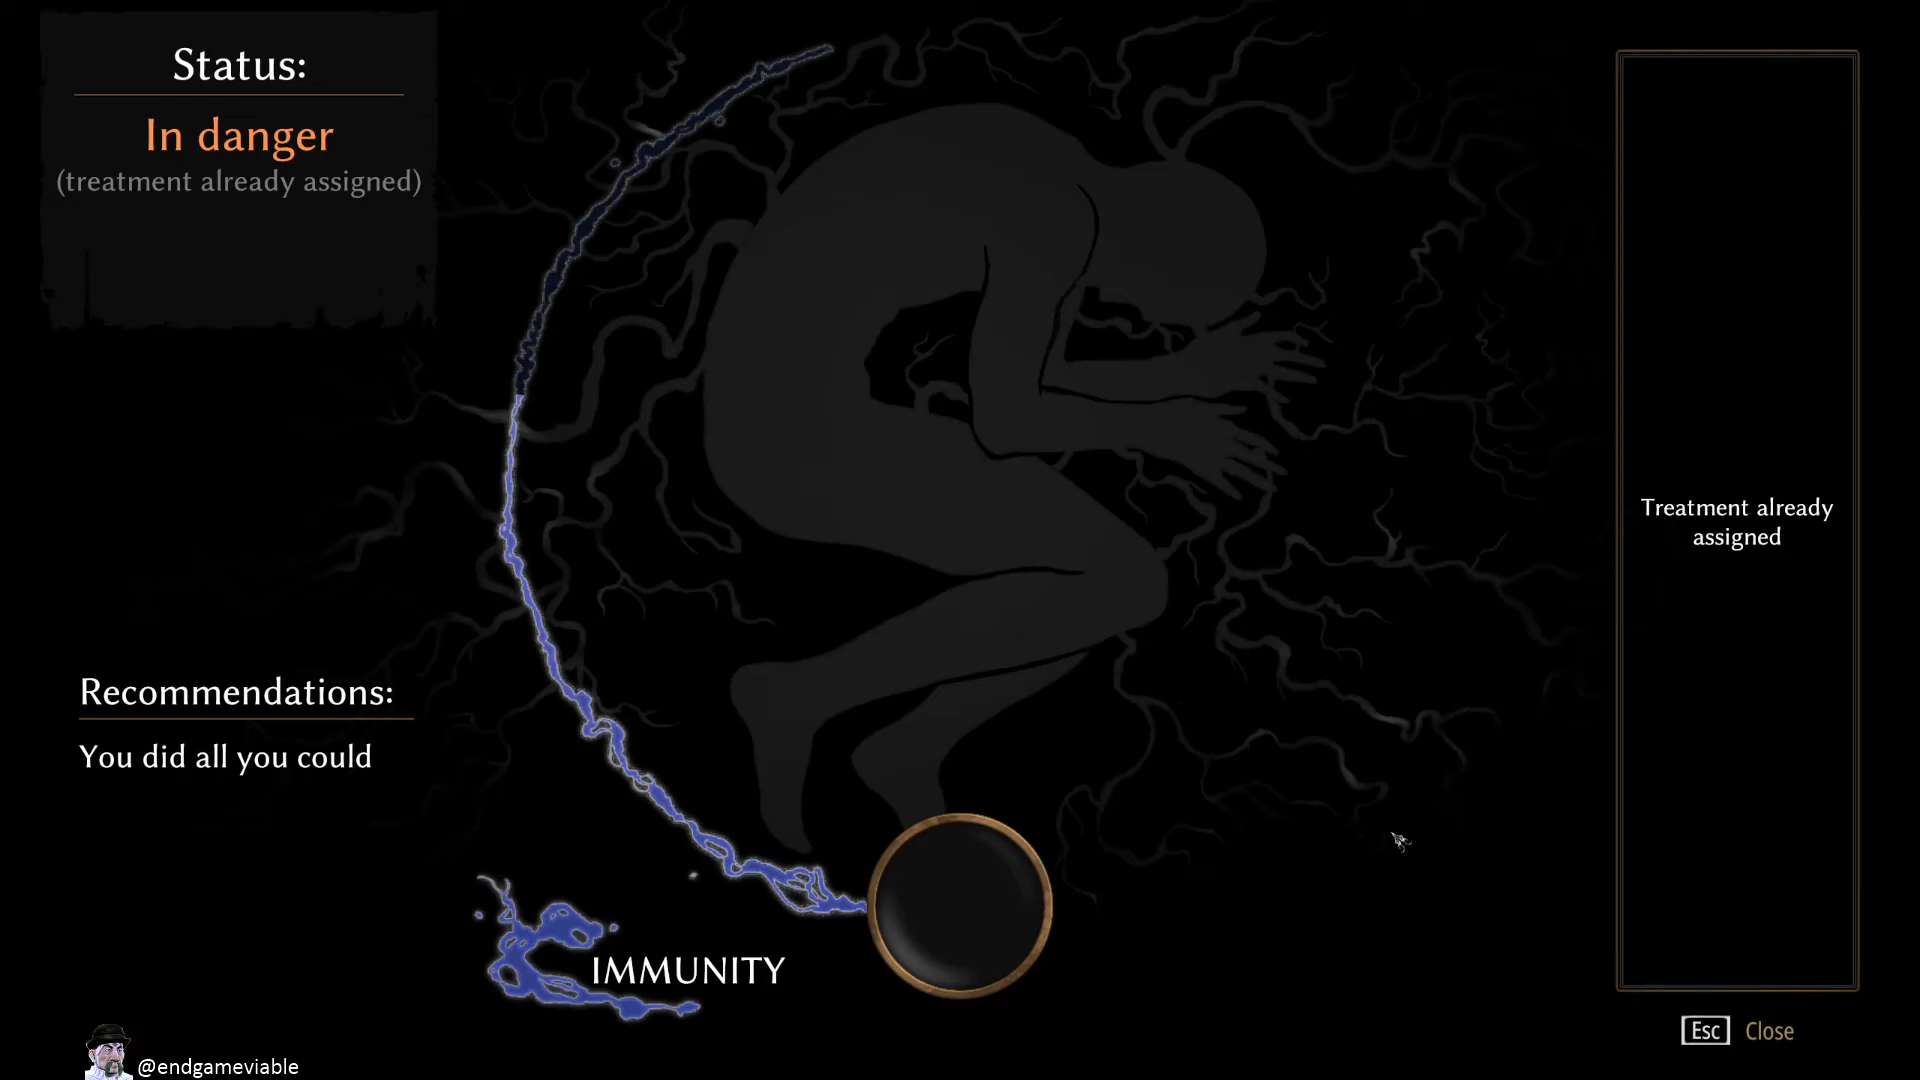 Status:
In danger
(treatment already assigned)
Treatment already
assigned
Recommendations:
You did all you could
IMMUNITY
Esc Close
@endgameviable